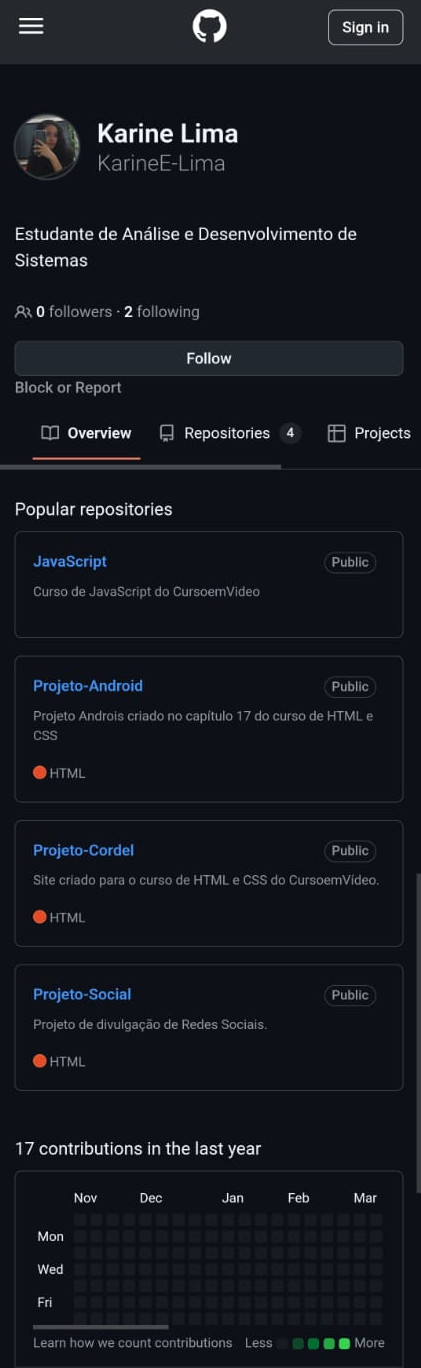 Sign in
Karine Lima
KarineE-Lima
Estudante de Análise e Desenvolvimento de
Sistemas
0 followers · 2 following
Follow
Block or Report
Overview Repositories 4 Projects
Popular repositories
JavaScript Public
Curso de JavaScript do CursoemVideo
Projeto-Android Public
Projeto Androis criado no capítulo 17 do curso de HTML e
CSS
HTML
Projeto-Cordel Public
Site criado para o curso de HTML e CSS do CursoemVídeo.
HTML
Projeto-Social Public
Projeto de divulgação de Redes Sociais.
HTML
17 contributions in the last year
Nov Dec Jan Feb Mar
Mon
Wed
Fri
Learn how we count contributions Less More